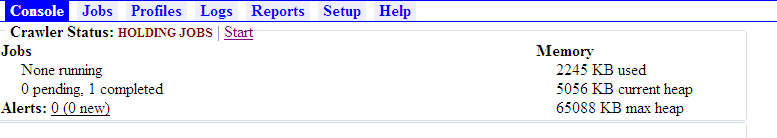 Console Jobs Profiles Logs Reports Setup Help
Crawler Status: HOLDING JOBS | Start
Jobs Memory
None running 2245 KB used
0 pending, 1 completed 5056 KB current heap
Alerts: 0 (0 new) 65088 KB max heap